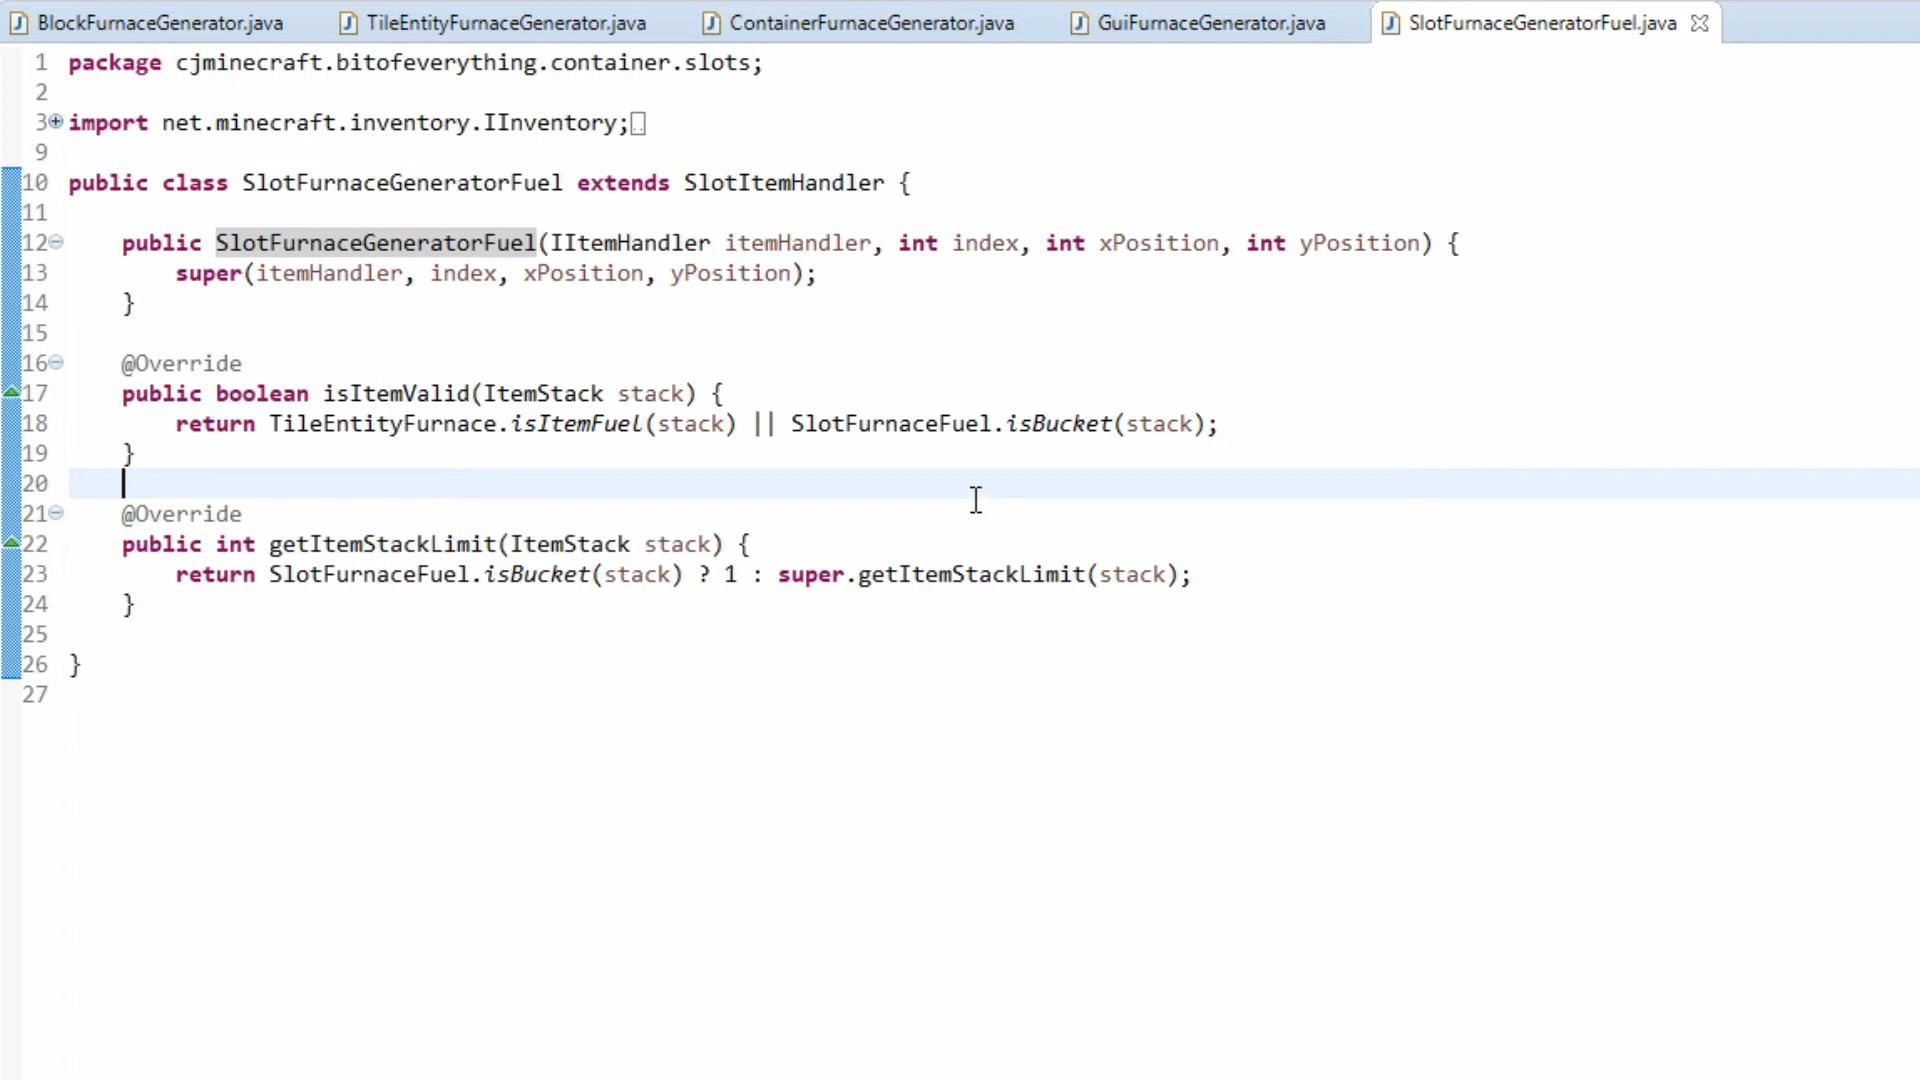 BlockFurnaceGenerator.java TileEntityFurnaceGenerator.java ContainerFurnaceGenerator.java GuiFurnaceGenerator.java SlotFurnaceGeneratorFuel.java
1 package cjminecraft.bitofeverything.container.slots;
2
3 import net.minecraft.inventory.IInventory;
9
10 public class SlotFurnaceGeneratorFuel extends SlotItemHandler {
11
12 public SlotFurnaceGeneratorFuel(IItemHandler itemHandler, int index, int xPosition, int yPosition) {
13 super(itemHandler, index, xPosition, yPosition);
14 }
15
16 @Override
17 public boolean isItemValid(ItemStack stack) {
18 return TileEntityFurnace.isItemFuel(stack) || SlotFurnaceFuel.isBucket(stack);
19 }
20
21 @Override
22 public int getItemStackLimit(ItemStack stack) {
23 return SlotFurnaceFuel.isBucket(stack) ? 1 : super.getItemStackLimit(stack);
24 }
25
26 }
27